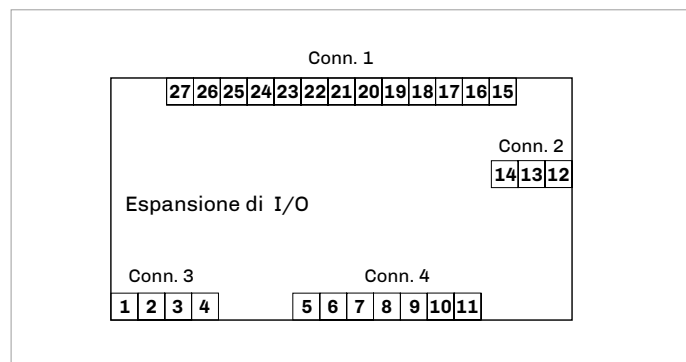 Conn. 1
27 26 25 24 23 22 21 20 19 18 17 16 15
Conn. 2
14 13 12
Espansione di I/O
Conn. 3 Conn. 4
1 2 3 4 5 6 7 8 9 10 11